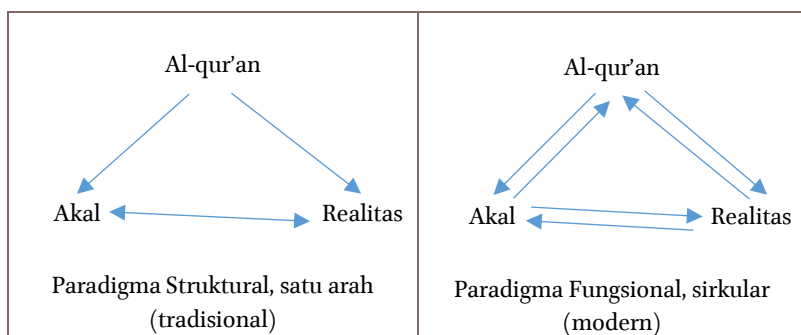 Al-qur’an
Akal
Realitas
Paradigma Struktural, satu arah
(tradisional)
Al-qur’an
Akal
Realitas
Paradigma Fungsional, sirkular
(modern)